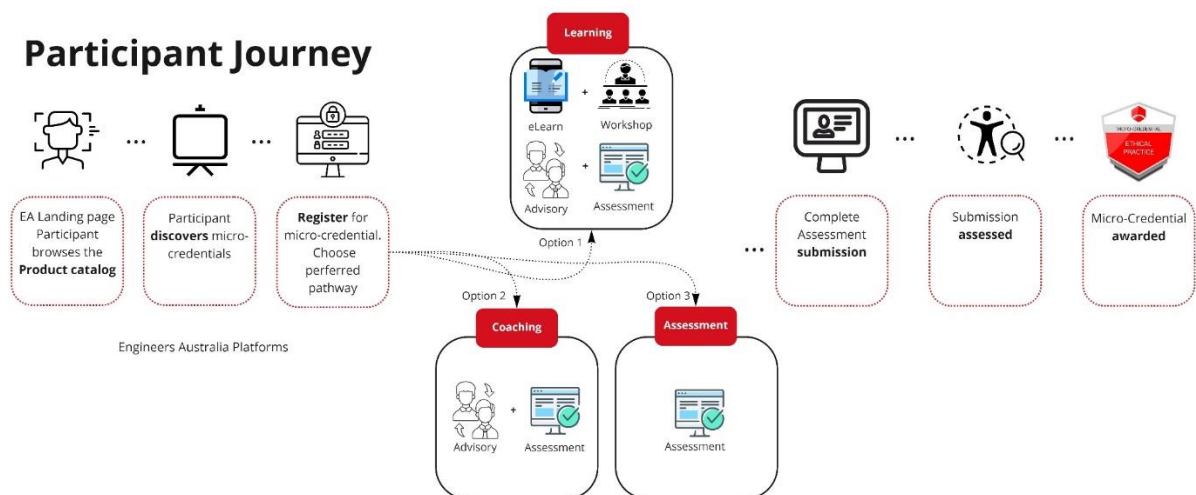 Participant Journey
EA Landing page
Participant
browses the
Product catalog
Participant
discovers micro-
credentials
Register for
micro-credential.
Choose
perferred
pathway
Engineers Australia Platforms
Learning
eLearn
+
Workshop
Advisory
+
Assessment
Option 1
Option 2
Coaching
Advisory
+
Assessment
Option 3
Assessment
Assessment
Complete
Assessment
submission
Submission
assessed
MICRO-CREDENTIAL
ETHICAL
PRACTICE
Micro-Credential
awarded